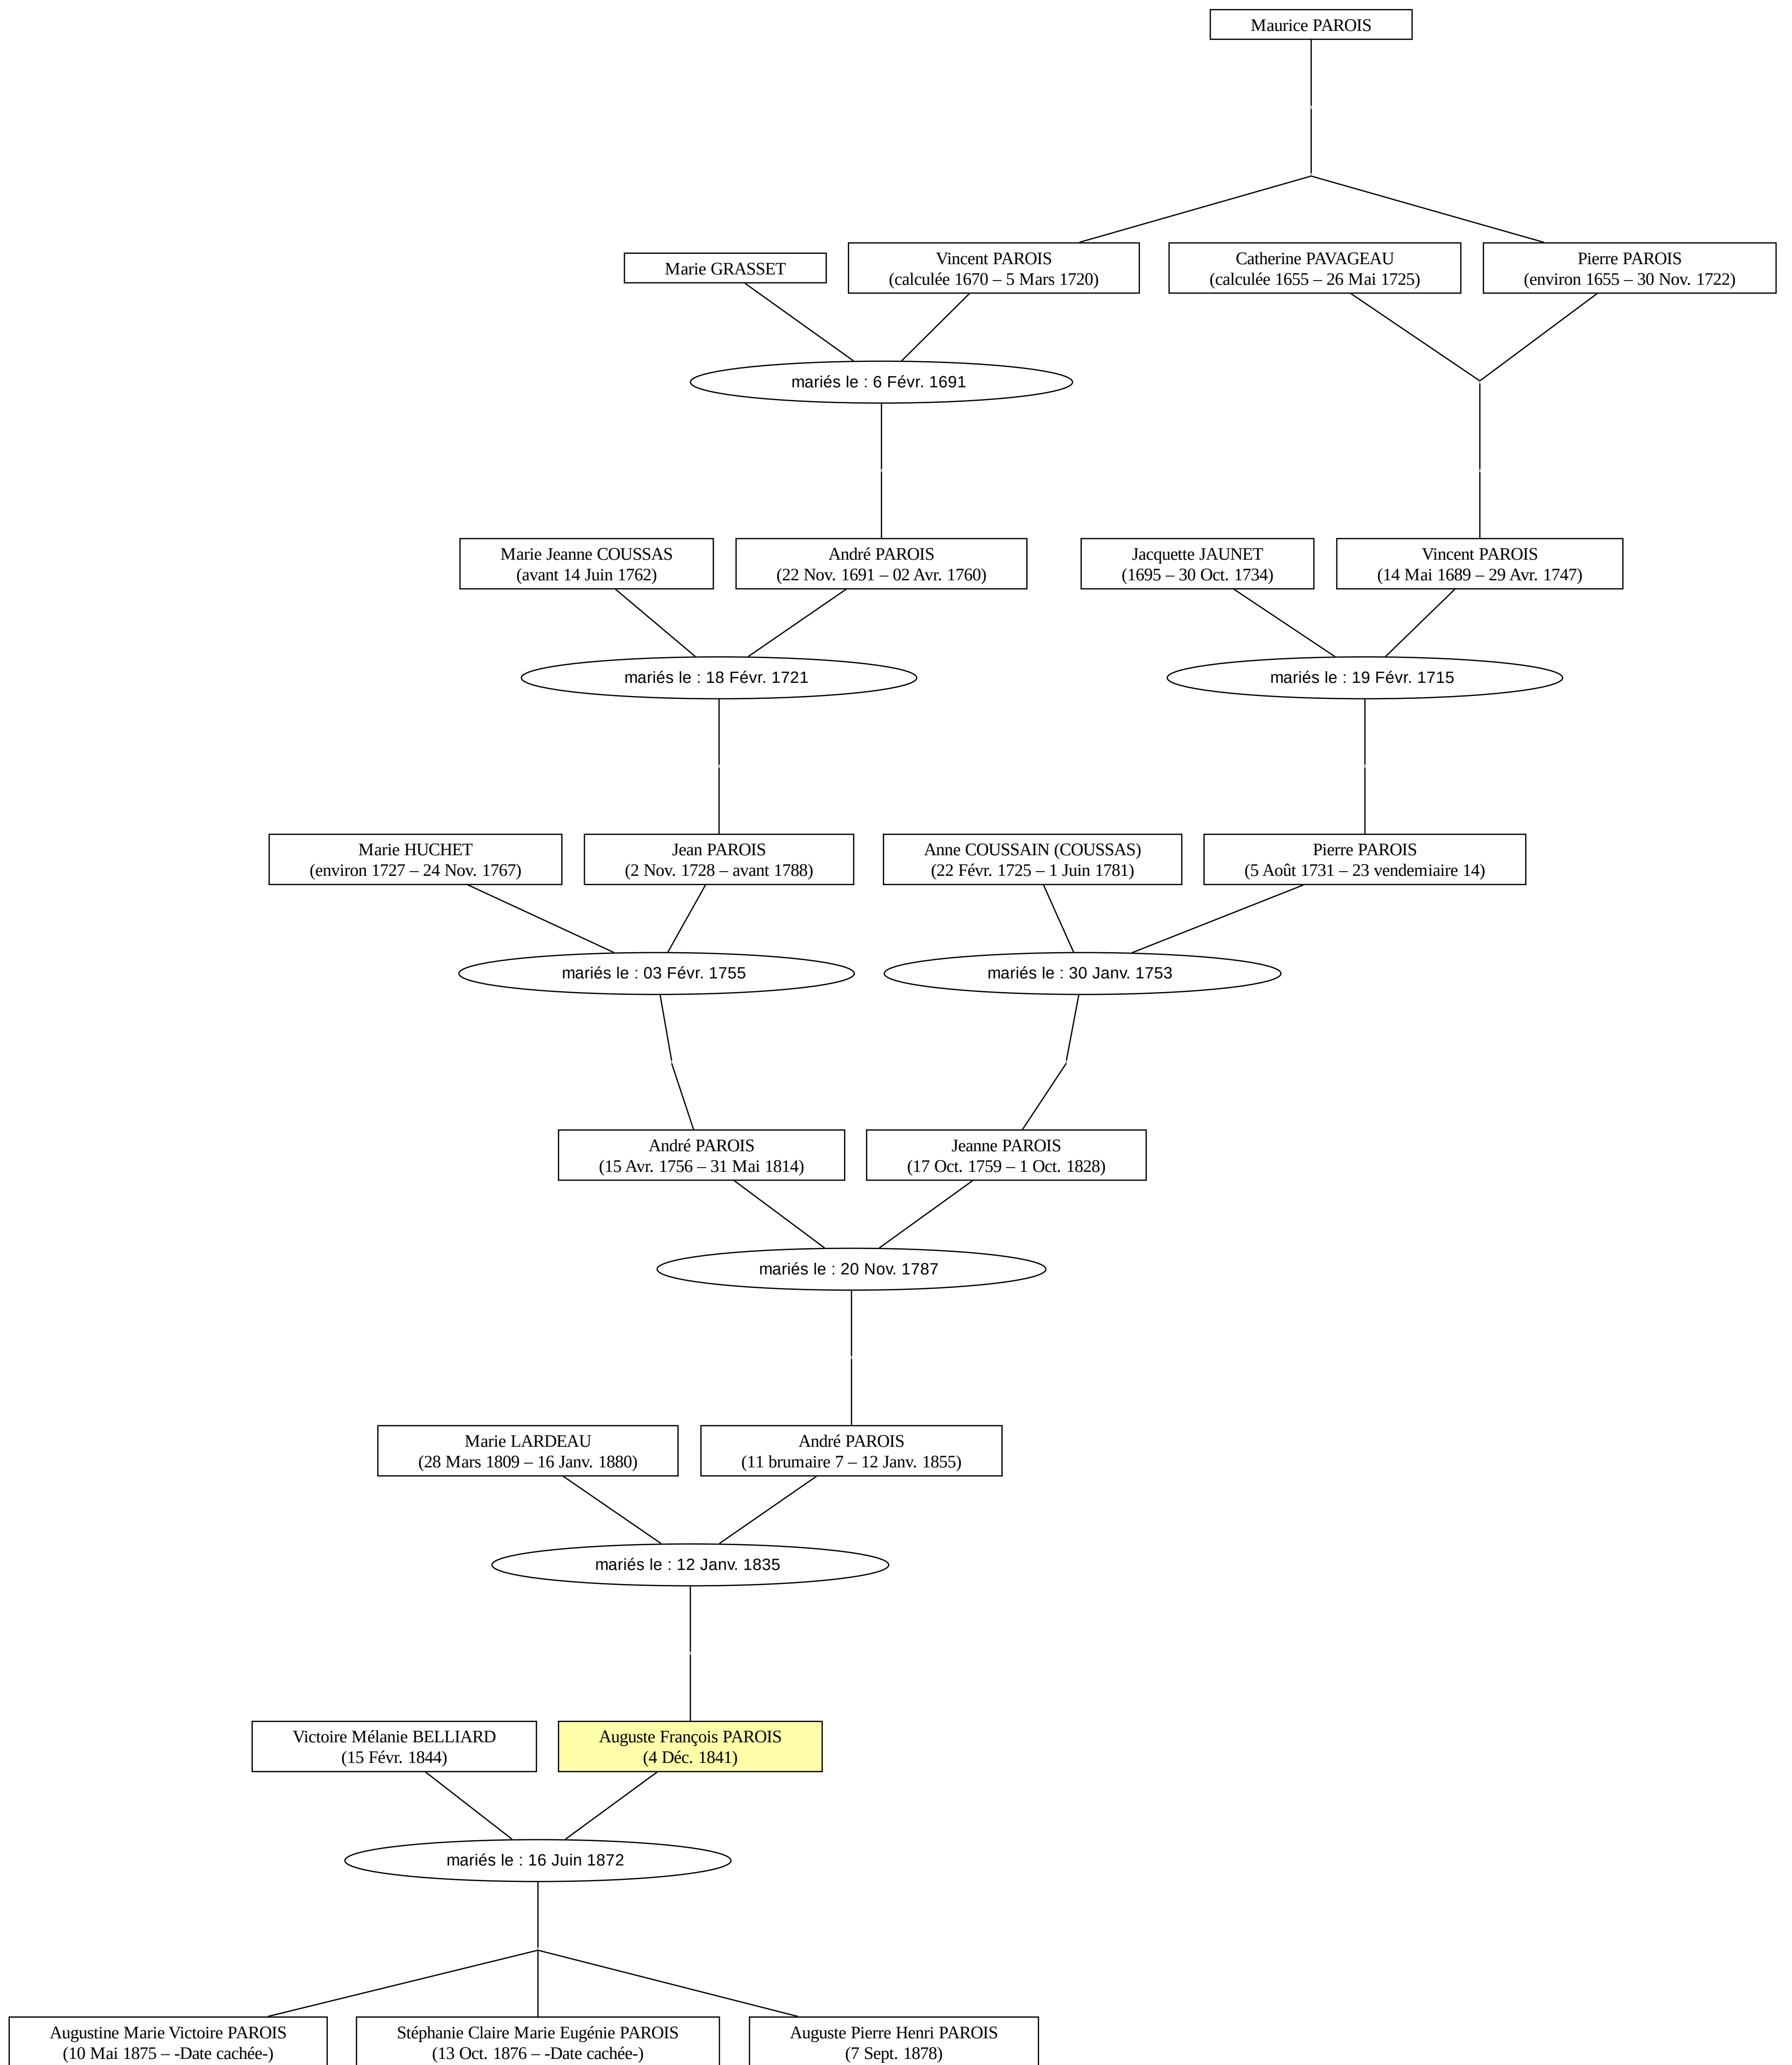 Maurice PAROIS
Marie GRASSET
Vincent PAROIS
(calculée 1670 – 5 Mars 1720)
Catherine PAVAGEAU
(calculée 1655 – 26 Mai 1725)
Pierre PAROIS
(environ 1655 – 30 Nov. 1722)
mariés le : 6 Févr. 1691
Marie Jeanne COUSSAS
(avant 14 Juin 1762)
André PAROIS
(22 Nov. 1691 – 02 Avr. 1760)
Jacquette JAUNET
(1695 – 30 Oct. 1734)
Vincent PAROIS
(14 Mai 1689 – 29 Avr. 1747)
mariés le : 18 Févr. 1721
mariés le : 19 Févr. 1715
Marie HUCHET
(environ 1727 – 24 Nov. 1767)
Jean PAROIS
(2 Nov. 1728 – avant 1788)
Anne COUSSAIN (COUSSAS)
(22 Févr. 1725 – 1 Juin 1781)
Pierre PAROIS
(5 Août 1731 – 23 vendemiaire 14)
mariés le : 03 Févr. 1755
mariés le : 30 Janv. 1753
André PAROIS
(15 Avr. 1756 – 31 Mai 1814)
Jeanne PAROIS
(17 Oct. 1759 – 1 Oct. 1828)
mariés le : 20 Nov. 1787
Marie LARDEAU
(28 Mars 1809 – 16 Janv. 1880)
André PAROIS
(11 brumaire 7 – 12 Janv. 1855)
mariés le : 12 Janv. 1835
Victoire Mélanie BELLIARD
(15 Févr. 1844)
Auguste François PAROIS
(4 Déc. 1841)
mariés le : 16 Juin 1872
Augustine Marie Victoire PAROIS
(10 Mai 1875 – -Date cachée-)
Stéphanie Claire Marie Eugénie PAROIS
(13 Oct. 1876 – -Date cachée-)
Auguste Pierre Henri PAROIS
(7 Sept. 1878)